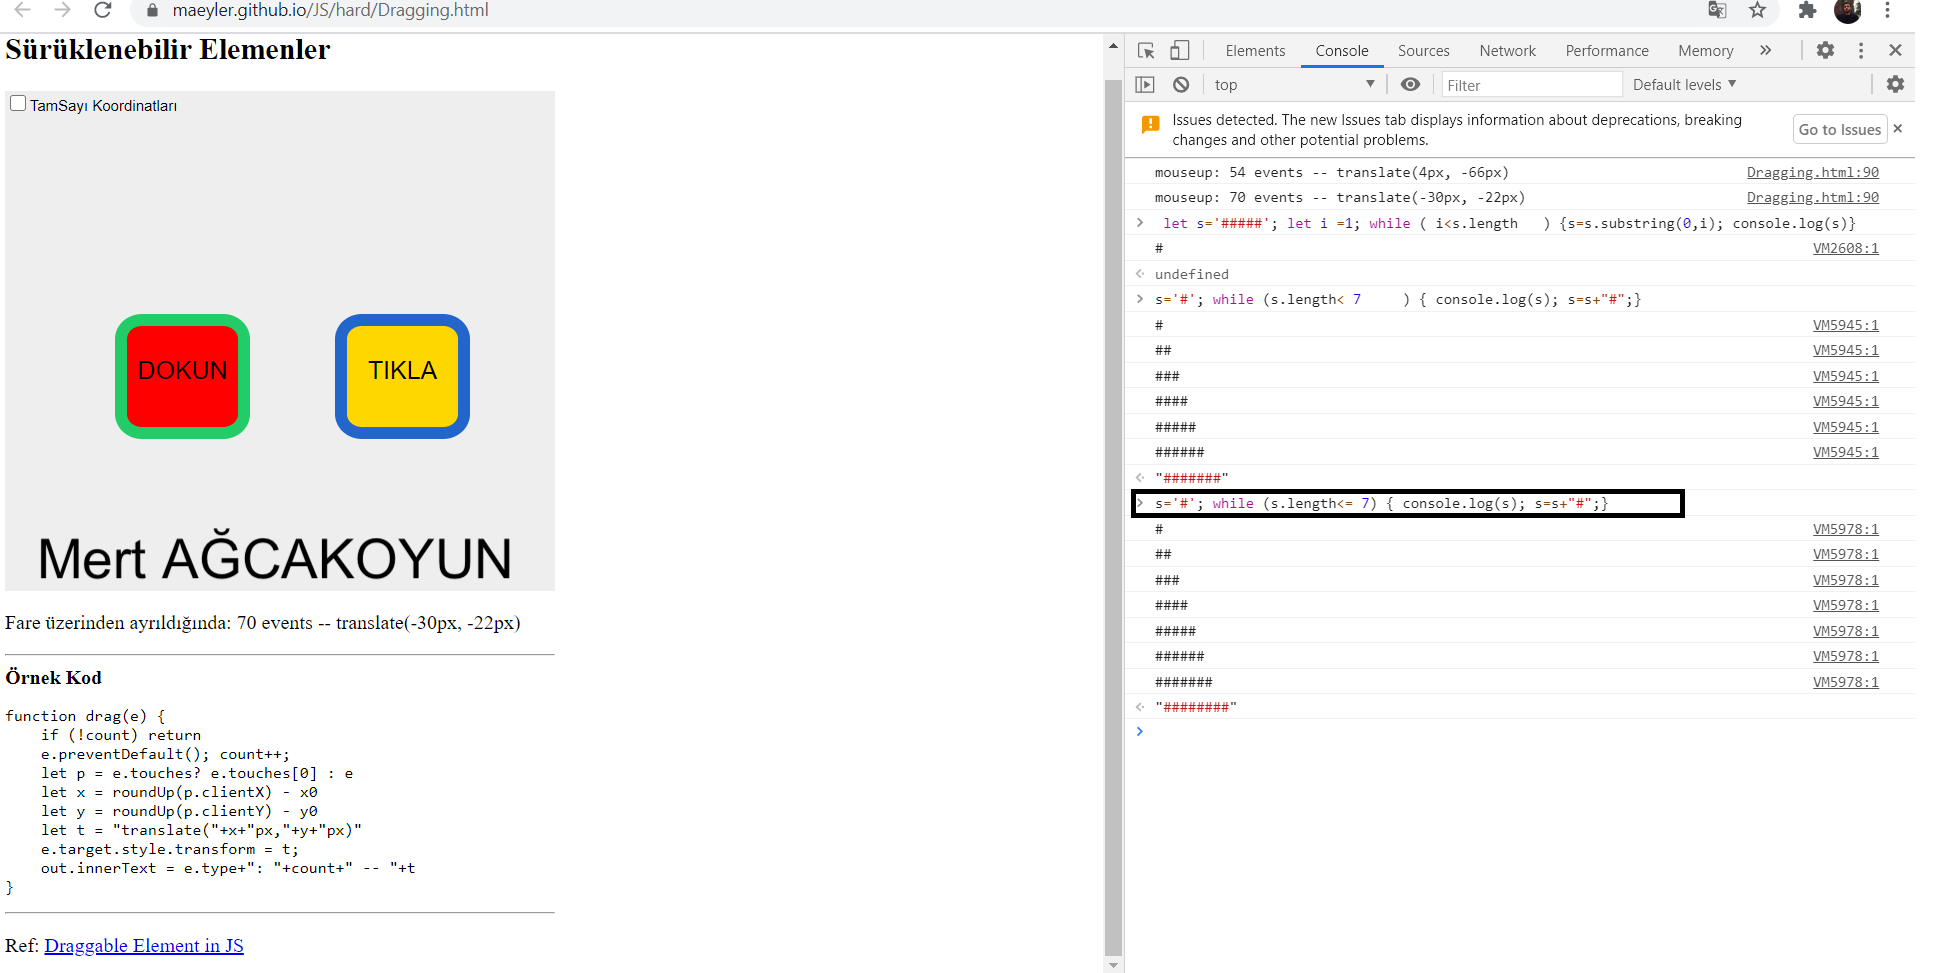 maeyler.github.io/JS/hard/Dragging.html
Sürüklenebilir Elemenler
TamSayı Koordinatları
DOKUN
TIKLA
Mert AĞCAKOYUN
Fare üzerinden ayrıldığında: 70 events -- translate(-30px, -22px)
Örnek Kod
function drag(e) {
    if (!count) return
    e.preventDefault(); count++;
    let p = e.touches? e.touches[0] : e
    let x = roundUp(p.clientX) - x0
    let y = roundUp(p.clientY) - y0
    let t = "translate("+x+"px,"+y+"px)"
    e.target.style.transform = t;
    out.innerText = e.type+": "+count+" -- "+t
}
Ref: Draggable Element in JS
Elements Console Sources Network Performance Memory »
top Filter Default levels ▼
Issues detected. The new Issues tab displays information about deprecations, breaking
changes and other potential problems.
Go to Issues
mouseup: 54 events -- translate(4px, -66px) Dragging.html:90
mouseup: 70 events -- translate(-30px, -22px) Dragging.html:90
> let s='#####'; let i =1; while ( i<s.length   ) {s=s.substring(0,i); console.log(s)}
# VM2608:1
undefined
> s='#'; while (s.length< 7     ) { console.log(s); s=s+"#";}
# VM5945:1
## VM5945:1
### VM5945:1
#### VM5945:1
##### VM5945:1
###### VM5945:1
"#######"
> s='#'; while (s.length<= 7) { console.log(s); s=s+"#";}
# VM5978:1
## VM5978:1
### VM5978:1
#### VM5978:1
##### VM5978:1
###### VM5978:1
####### VM5978:1
"########"
>